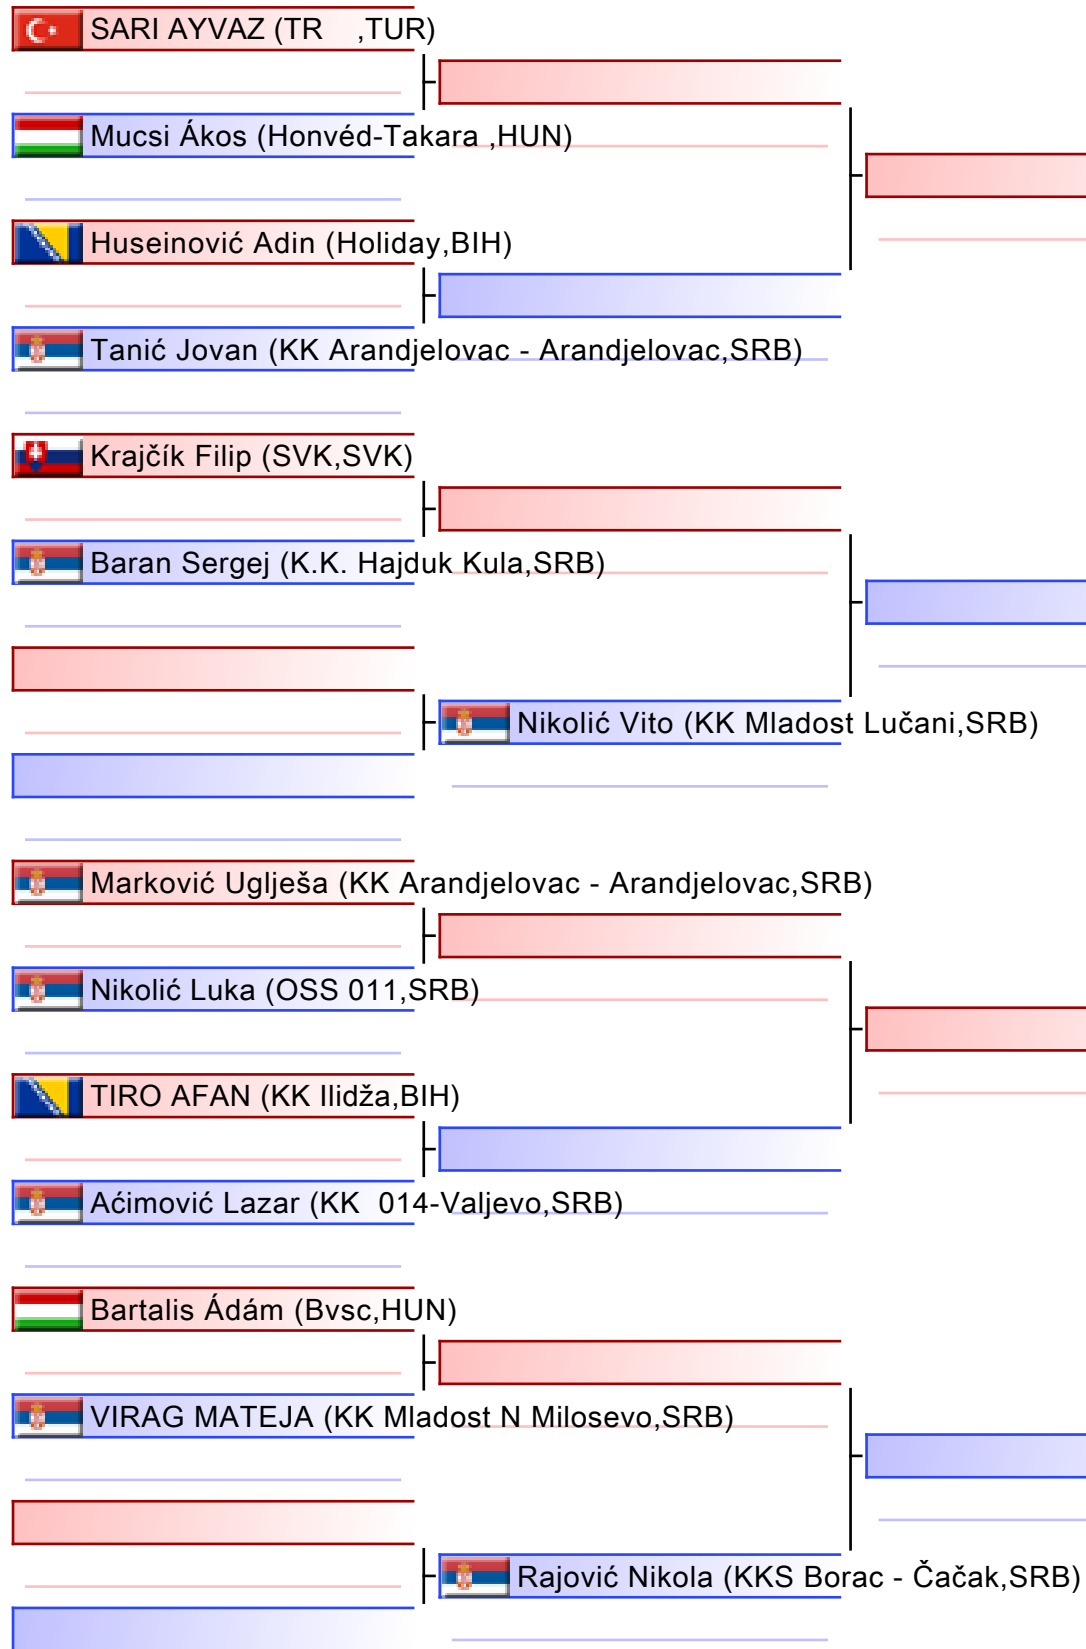 SARI AYVAZ (TR ,TUR)
Mucsi Ákos (Honvéd-Takara ,HUN)
Huseinović Adin (Holiday,BIH)
Tanić Jovan (KK Arandjelovac - Arandjelovac,SRB)
Krajčík Filip (SVK,SVK)
Baran Sergej (K.K. Hajduk Kula,SRB)
Nikolić Vito (KK Mladost Lučani,SRB)
Marković Uglješa (KK Arandjelovac - Arandjelovac,SRB)
Nikolić Luka (OSS 011,SRB)
TIRO AFAN (KK Ilidža,BIH)
Aćimović Lazar (KK 014-Valjevo,SRB)
Bartalis Ádám (Bvsc,HUN)
VIRAG MATEJA (KK Mladost N Milosevo,SRB)
Rajović Nikola (KKS Borac - Čačak,SRB)